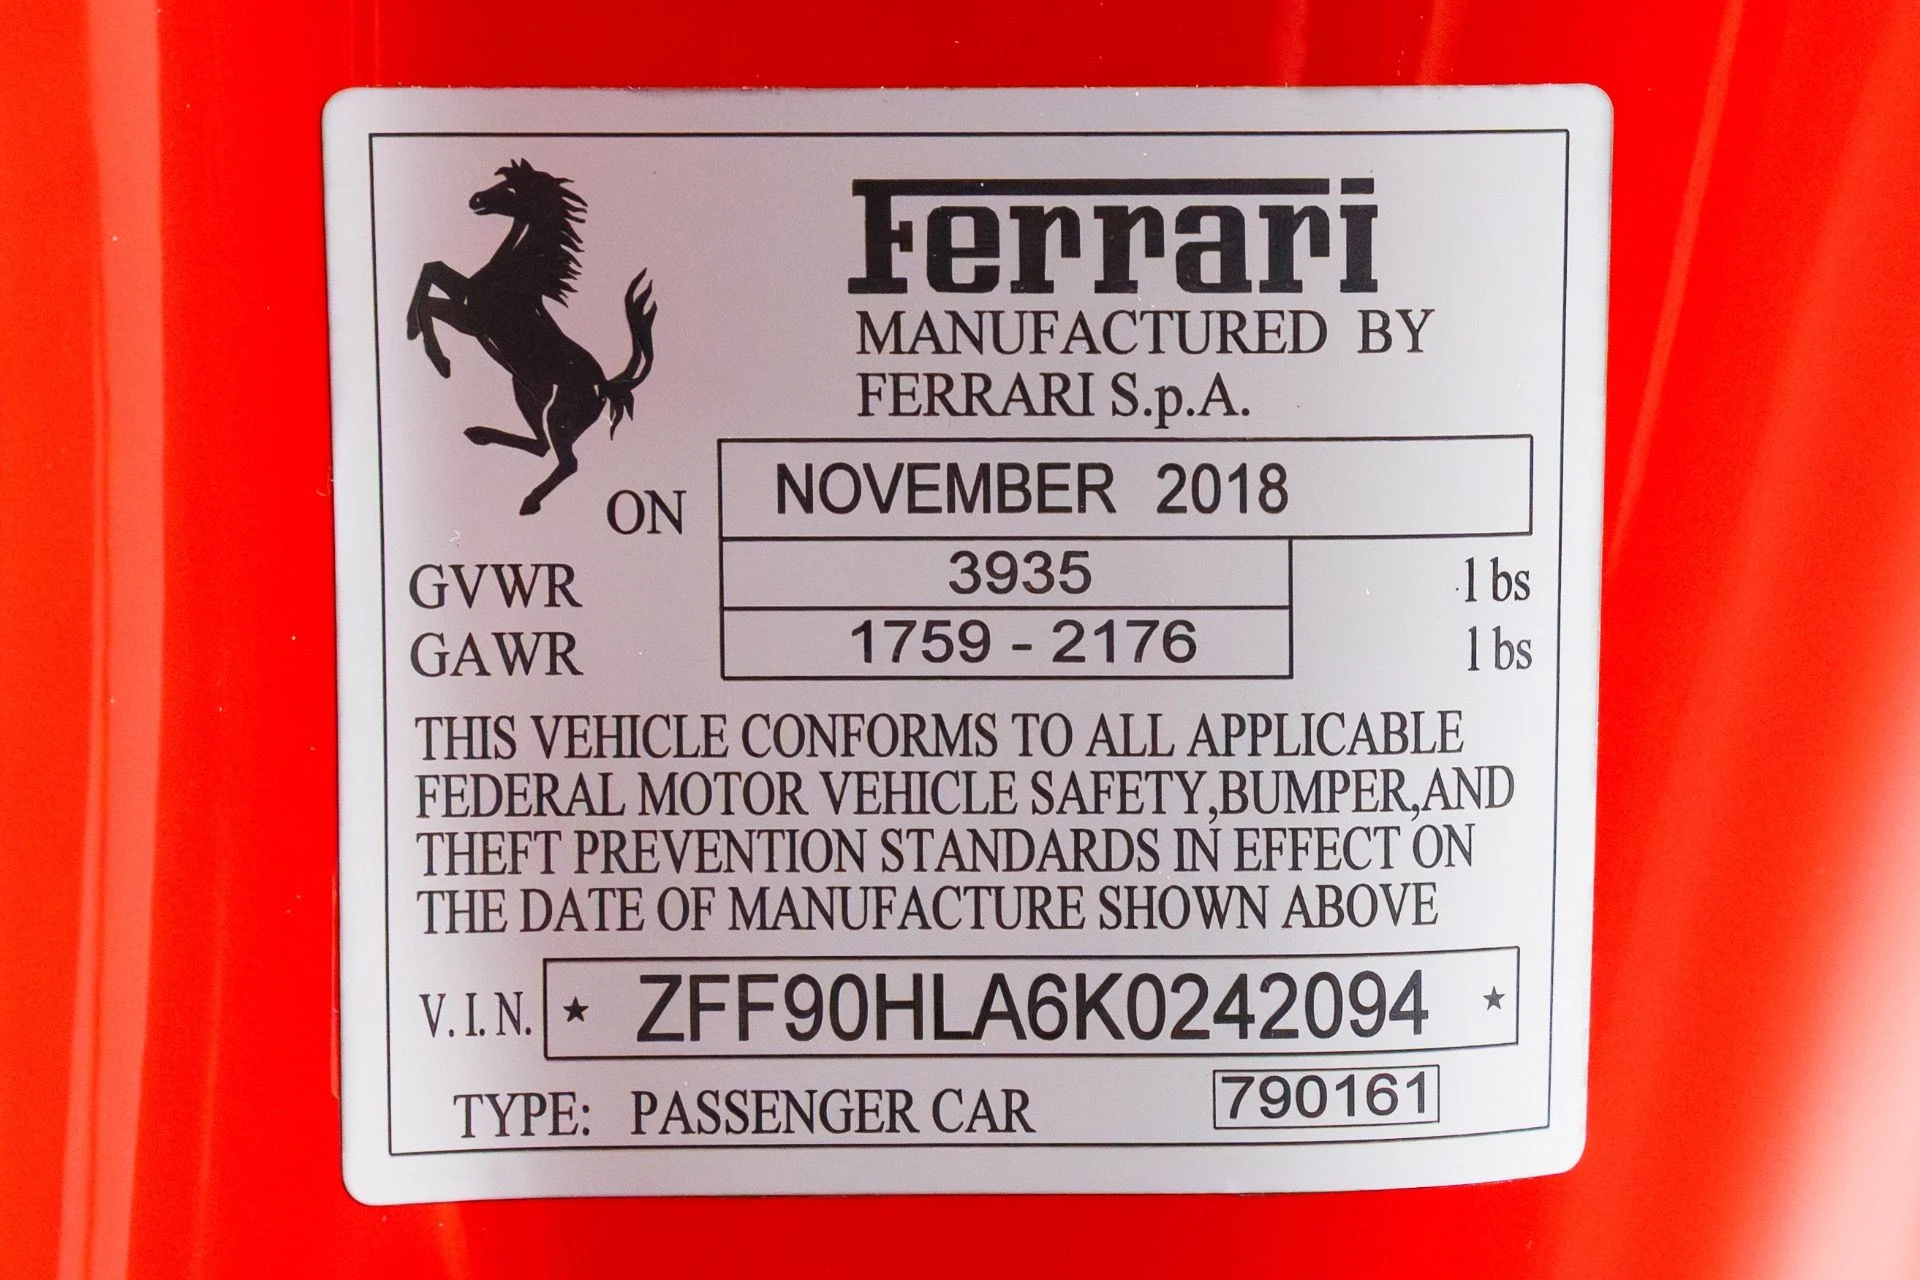 Ferrari
MANUFACTURED BY
FERRARI S.p.A.
ON NOVEMBER 2018
GVWR 3935 lbs
GAWR 1759 - 2176 lbs
THIS VEHICLE CONFORMS TO ALL APPLICABLE
FEDERAL MOTOR VEHICLE SAFETY,BUMPER,AND
THEFT PREVENTION STANDARDS IN EFFECT ON
THE DATE OF MANUFACTURE SHOWN ABOVE
V.I.N. ★ ZFF90HLA6K0242094 ★
TYPE: PASSENGER CAR 790161